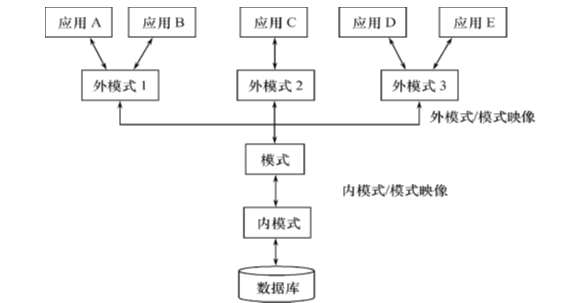 应用 A
应用 B
应用 C
应用 D
应用 E
外模式 1
外模式 2
外模式 3
外模式/模式映像
模式
内模式/模式映像
内模式
数据库